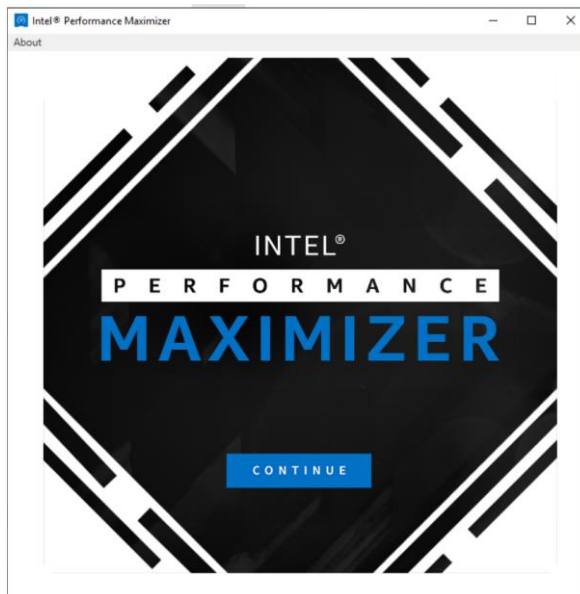 Intel® Performance Maximizer
About
INTEL®
PERFORMANCE
MAXIMIZER
CONTINUE